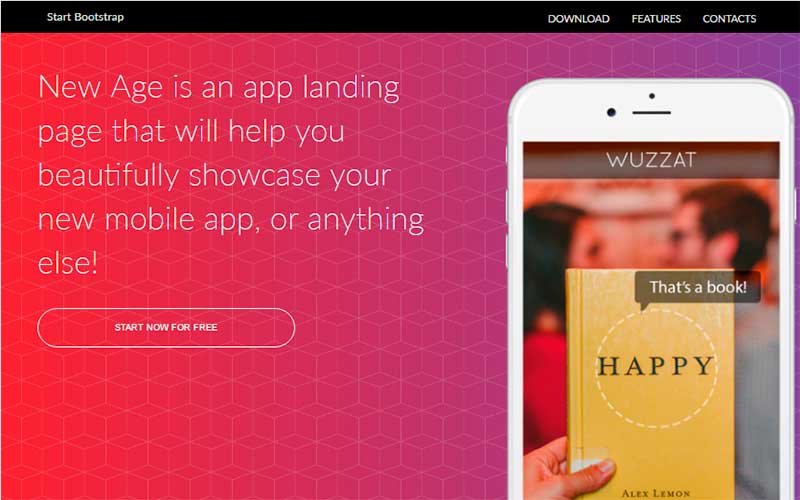 Start Bootstrap
DOWNLOAD FEATURES CONTACTS
New Age is an app landing
page that will help you
beautifully showcase your
new mobile app, or anything
else!
START NOW FOR FREE
WUZZAT
That's a book!
HAPPY
ALEX LEMON